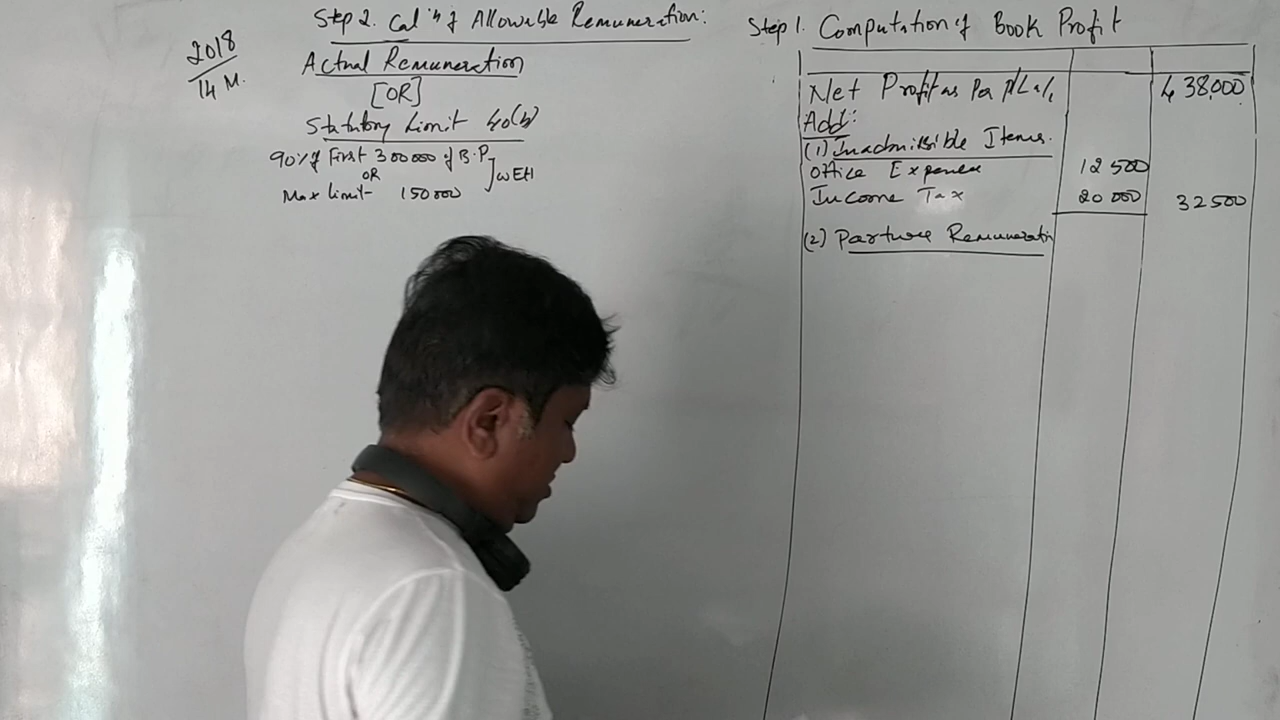 2018
14 M.
Step 2. Calⁿ of Allowable Remuneration:
Actual Remuneration
[OR]
Statutory Limit 40(b)
90% of First 300000 of B.P
OR
Max Limit- 150000
] WEH
Step 1. Computation of Book Profit
Net Profit as Per P/L a/c 4,38,000
Add:
(1) Inadmissible Items.
Office Expenses 12500
Income Tax 20000 32500
(2) Partners Remuneration